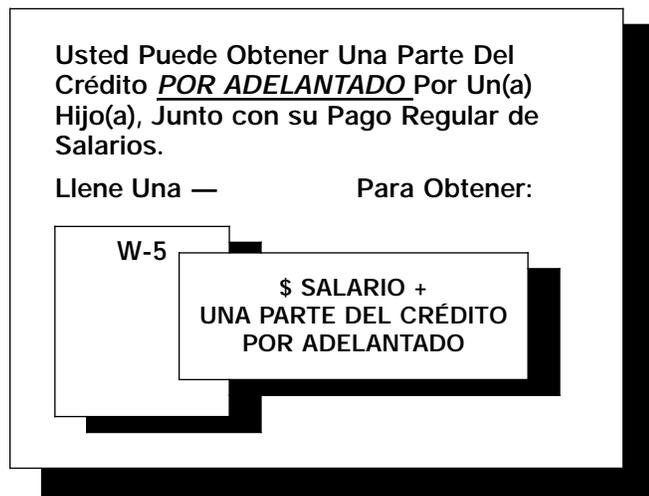 Usted Puede Obtener Una Parte Del
Crédito POR ADELANTADO Por Un(a)
Hijo(a), Junto con su Pago Regular de
Salarios.
Llene Una — Para Obtener:
W-5
$ SALARIO +
UNA PARTE DEL CRÉDITO
POR ADELANTADO